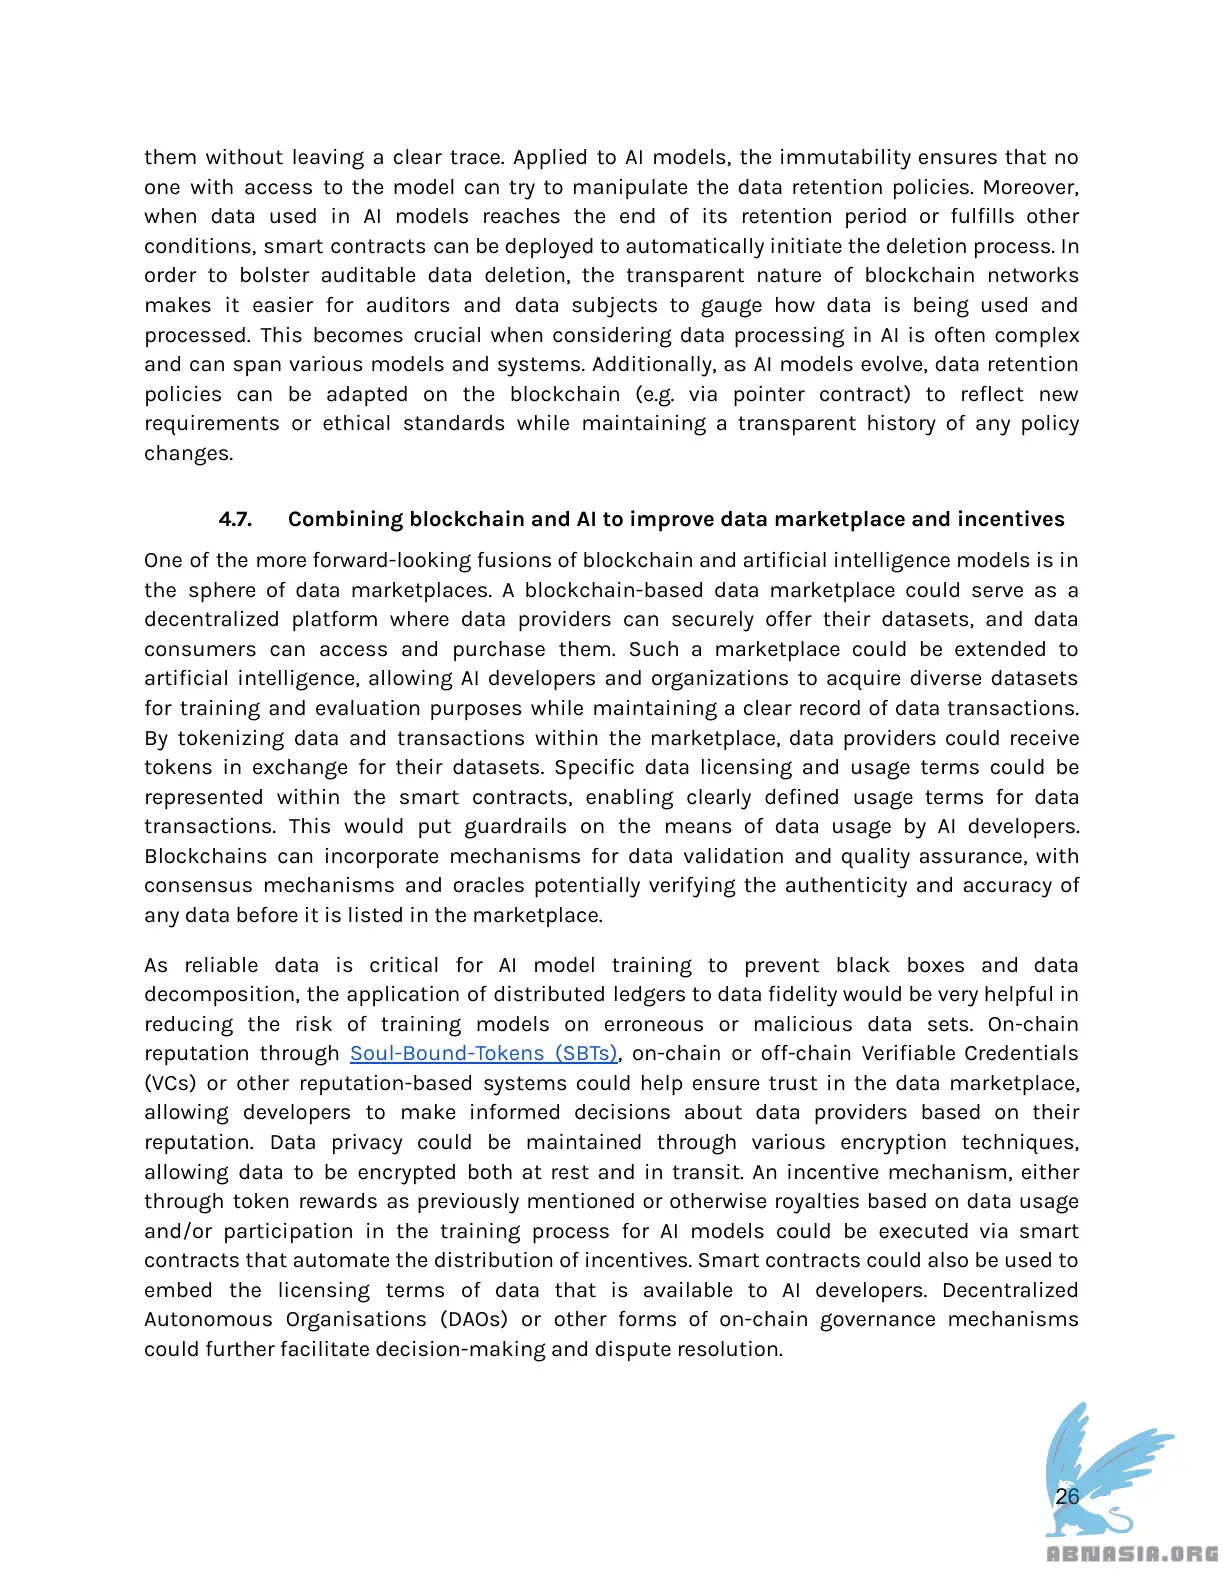 them without leaving a clear trace. Applied to AI models, the immutability ensures that no
one with access to the model can try to manipulate the data retention policies. Moreover,
when data used in AI models reaches the end of its retention period or fulfills other
conditions, smart contracts can be deployed to automatically initiate the deletion process. In
order to bolster auditable data deletion, the transparent nature of blockchain networks
makes it easier for auditors and data subjects to gauge how data is being used and
processed. This becomes crucial when considering data processing in AI is often complex
and can span various models and systems. Additionally, as AI models evolve, data retention
policies can be adapted on the blockchain (e.g. via pointer contract) to reflect new
requirements or ethical standards while maintaining a transparent history of any policy
changes.
4.7. Combining blockchain and AI to improve data marketplace and incentives
One of the more forward-looking fusions of blockchain and artificial intelligence models is in
the sphere of data marketplaces. A blockchain-based data marketplace could serve as a
decentralized platform where data providers can securely offer their datasets, and data
consumers can access and purchase them. Such a marketplace could be extended to
artificial intelligence, allowing AI developers and organizations to acquire diverse datasets
for training and evaluation purposes while maintaining a clear record of data transactions.
By tokenizing data and transactions within the marketplace, data providers could receive
tokens in exchange for their datasets. Specific data licensing and usage terms could be
represented within the smart contracts, enabling clearly defined usage terms for data
transactions. This would put guardrails on the means of data usage by AI developers.
Blockchains can incorporate mechanisms for data validation and quality assurance, with
consensus mechanisms and oracles potentially verifying the authenticity and accuracy of
any data before it is listed in the marketplace.
As reliable data is critical for AI model training to prevent black boxes and data
decomposition, the application of distributed ledgers to data fidelity would be very helpful in
reducing the risk of training models on erroneous or malicious data sets. On-chain
reputation through Soul-Bound-Tokens (SBTs), on-chain or off-chain Verifiable Credentials
(VCs) or other reputation-based systems could help ensure trust in the data marketplace,
allowing developers to make informed decisions about data providers based on their
reputation. Data privacy could be maintained through various encryption techniques,
allowing data to be encrypted both at rest and in transit. An incentive mechanism, either
through token rewards as previously mentioned or otherwise royalties based on data usage
and/or participation in the training process for AI models could be executed via smart
contracts that automate the distribution of incentives. Smart contracts could also be used to
embed the licensing terms of data that is available to AI developers. Decentralized
Autonomous Organisations (DAOs) or other forms of on-chain governance mechanisms
could further facilitate decision-making and dispute resolution.
26
ABNASIA.ORG